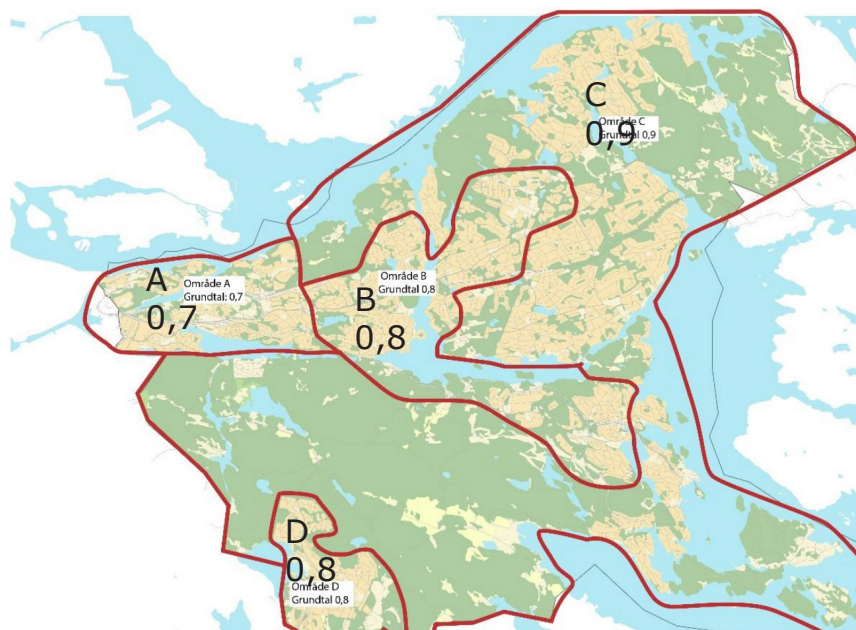 C
0,9
Område C
Grundtal 0,9
A
0,7
Område A
Grundtal: 0,7
B
0,8
Område B
Grundtal 0,8
D
0,8
Område D
Grundtal 0,8